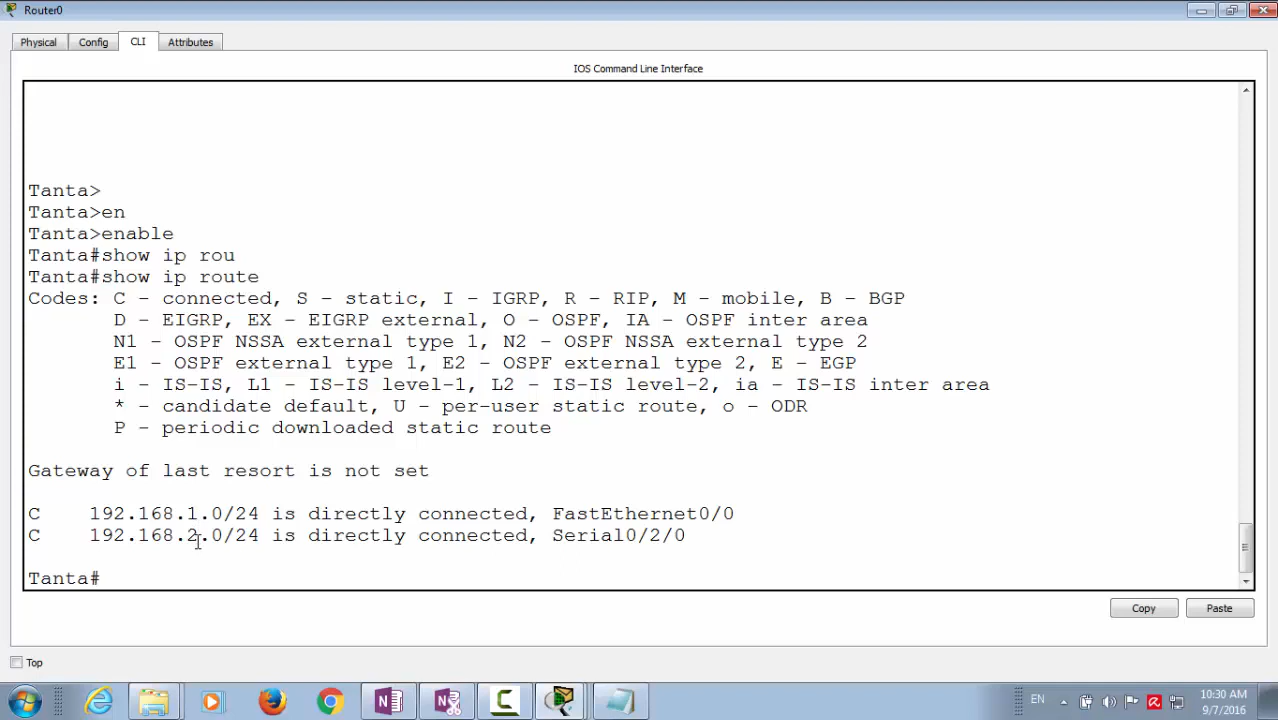 Router0
Physical Config CLI Attributes
IOS Command Line Interface
Tanta>
Tanta>en
Tanta>enable
Tanta#show ip rou
Tanta#show ip route
Codes: C - connected, S - static, I - IGRP, R - RIP, M - mobile, B - BGP
D - EIGRP, EX - EIGRP external, O - OSPF, IA - OSPF inter area
N1 - OSPF NSSA external type 1, N2 - OSPF NSSA external type 2
E1 - OSPF external type 1, E2 - OSPF external type 2, E - EGP
i - IS-IS, L1 - IS-IS level-1, L2 - IS-IS level-2, ia - IS-IS inter area
* - candidate default, U - per-user static route, o - ODR
P - periodic downloaded static route
Gateway of last resort is not set
C 192.168.1.0/24 is directly connected, FastEthernet0/0
C 192.168.2.0/24 is directly connected, Serial0/2/0
Tanta#
Copy Paste
Top
EN 10:30 AM
9/7/2016